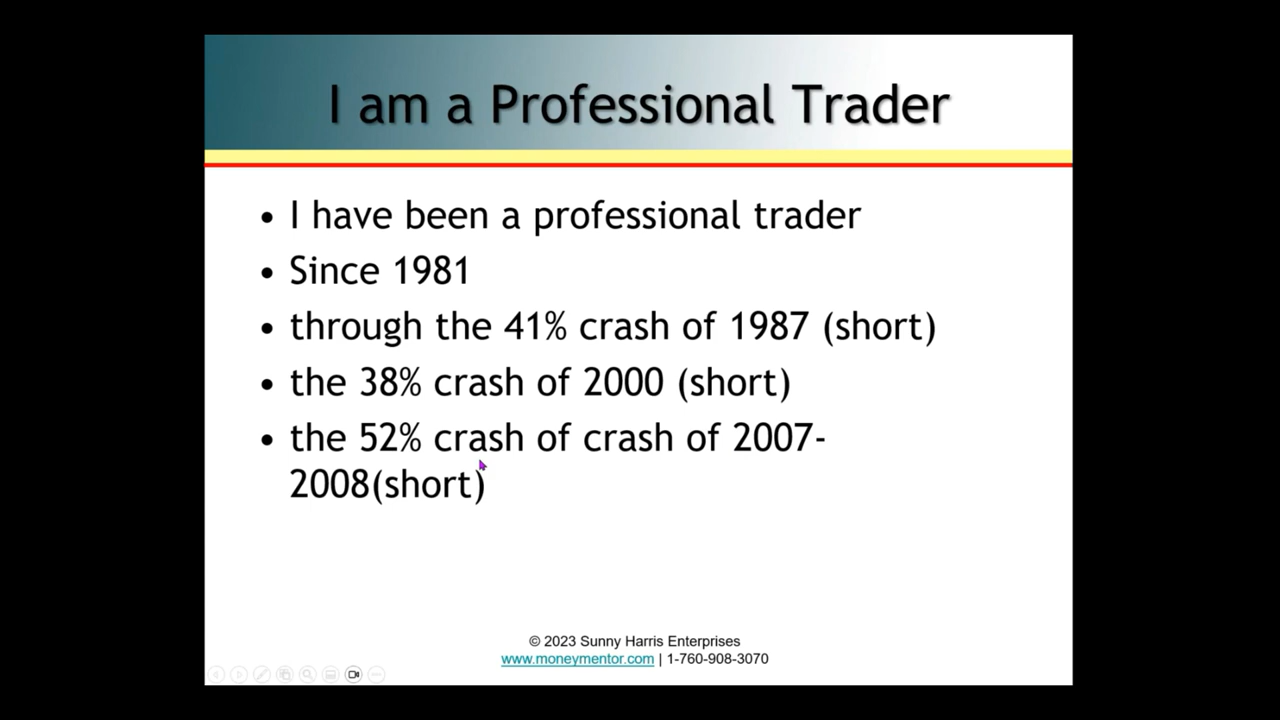 I am a Professional Trader
• I have been a professional trader
• Since 1981
• through the 41% crash of 1987 (short)
• the 38% crash of 2000 (short)
• the 52% crash of crash of 2007-
2008(short)
© 2023 Sunny Harris Enterprises
www.moneymentor.com | 1-760-908-3070